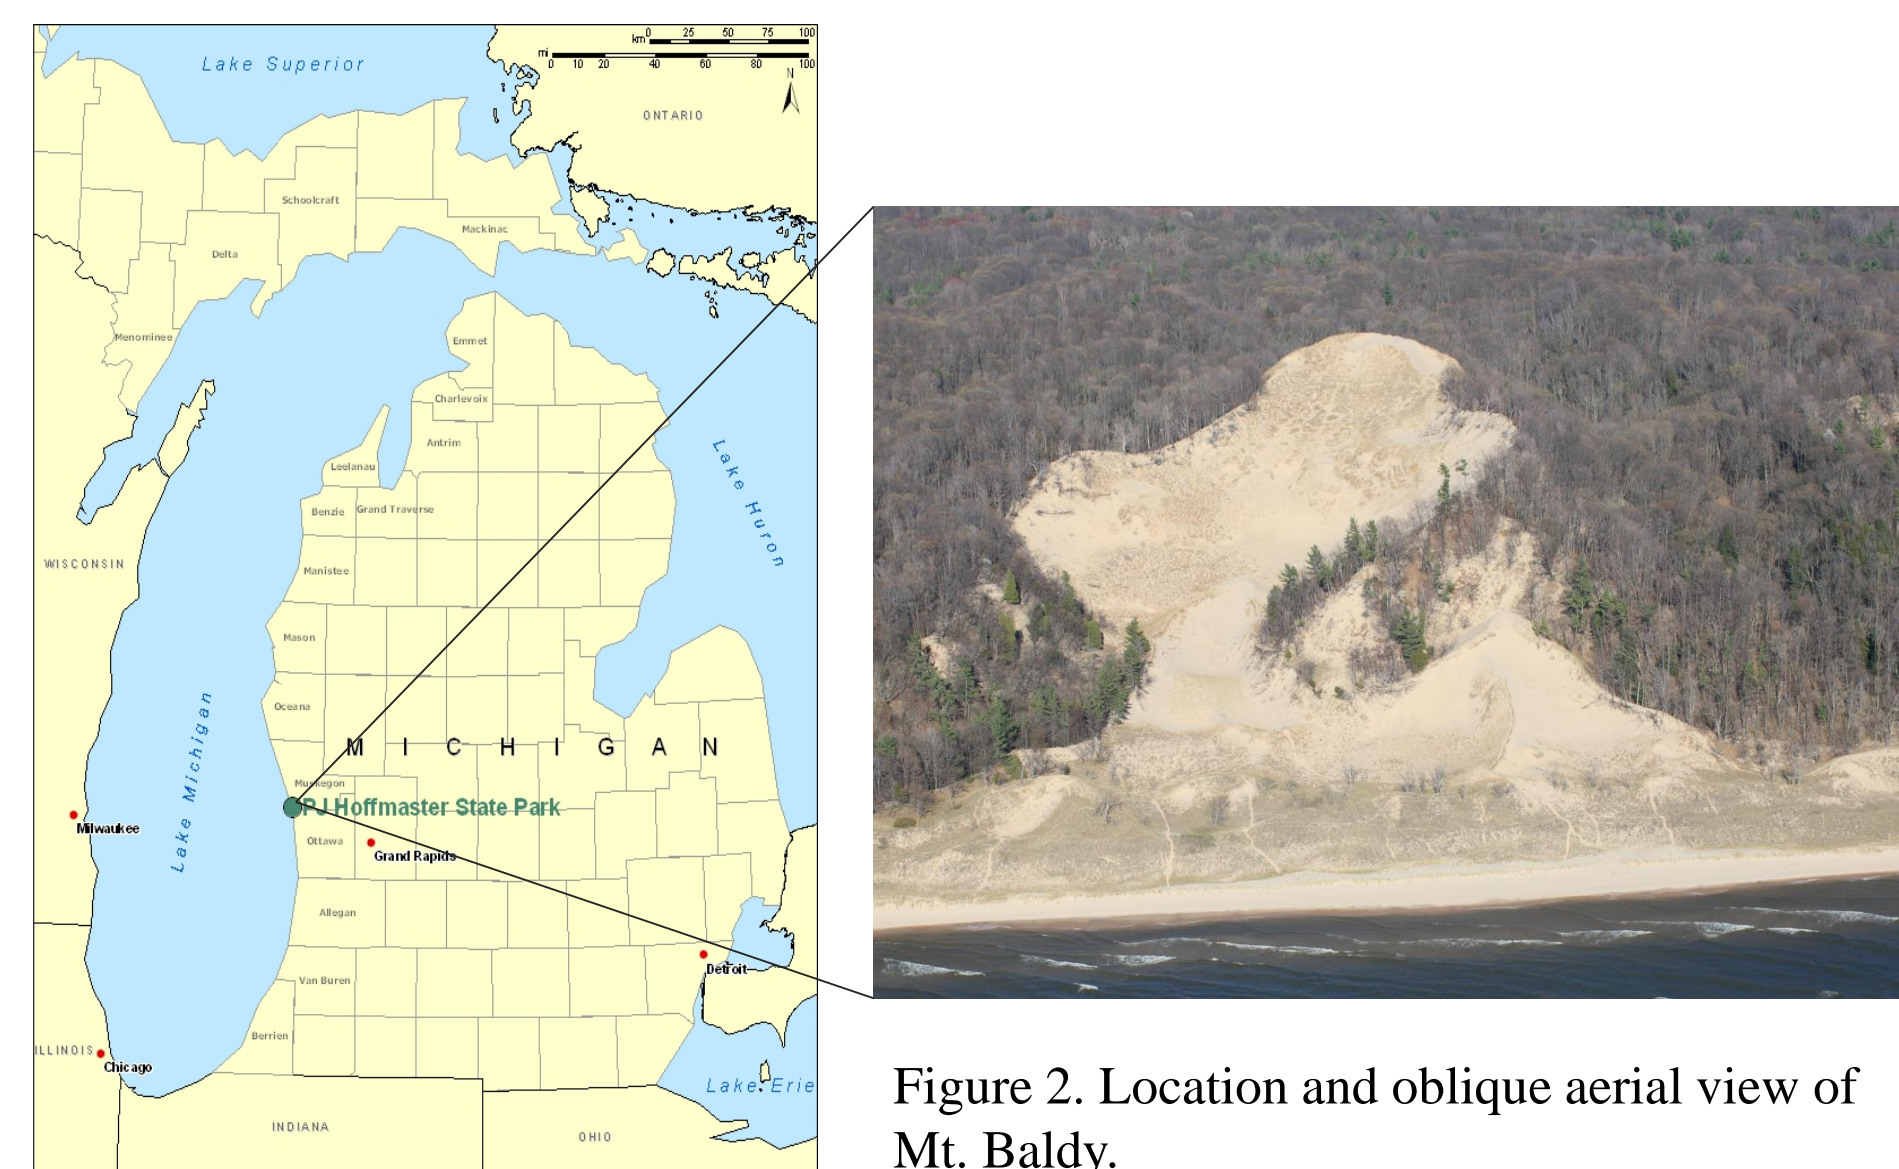 km 0 25 50 75 100
mi
0 10 20 40 60 80 100
N
Lake Superior
ONTARIO
Schoolcraft
Mackinac
Delta
Menominee
Emmet
Charlevoix
Antrim
Leelanau
Lake Huron
Benzie
Grand Traverse
WISCONSIN
Manistee
Mason
Oceana
Lake Michigan
MICHIGAN
Muskegon
PJ Hoffmaster State Park
Milwaukee
Ottawa
Grand Rapids
Allegan
Detroit
Van Buren
Berrien
ILLINOIS
Chicago
Lake Erie
INDIANA
OHIO
Figure 2. Location and oblique aerial view of
Mt. Baldy.